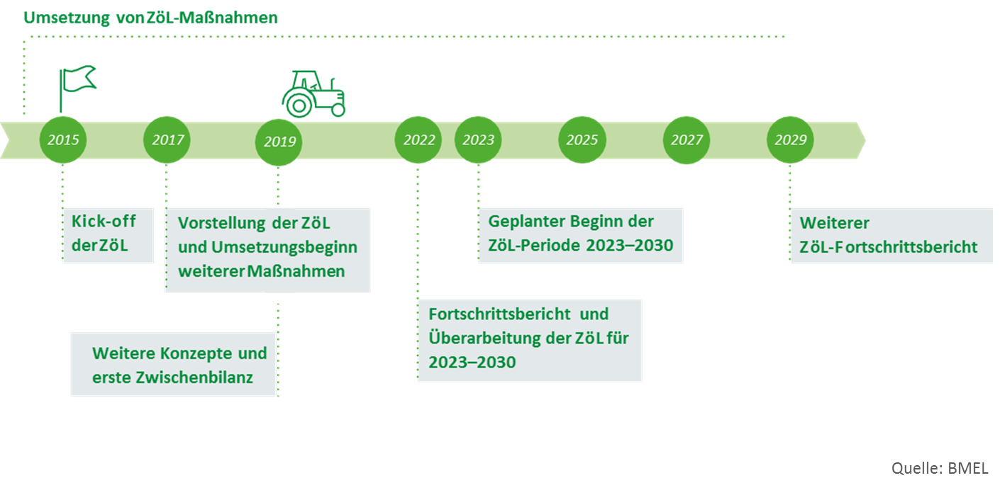 Umsetzung von ZöL-Maßnahmen
2015
2017
2019
2022
2023
2025
2027
2029
Kick-off
der ZöL
Vorstellung der ZöL
und Umsetzungsbeginn
weiterer Maßnahmen
Geplanter Beginn der
ZöL-Periode 2023–2030
Weiterer
ZöL-Fortschrittsbericht
Fortschrittsbericht und
Überarbeitung der ZöL für
2023–2030
Weitere Konzepte und
erste Zwischenbilanz
Quelle: BMEL